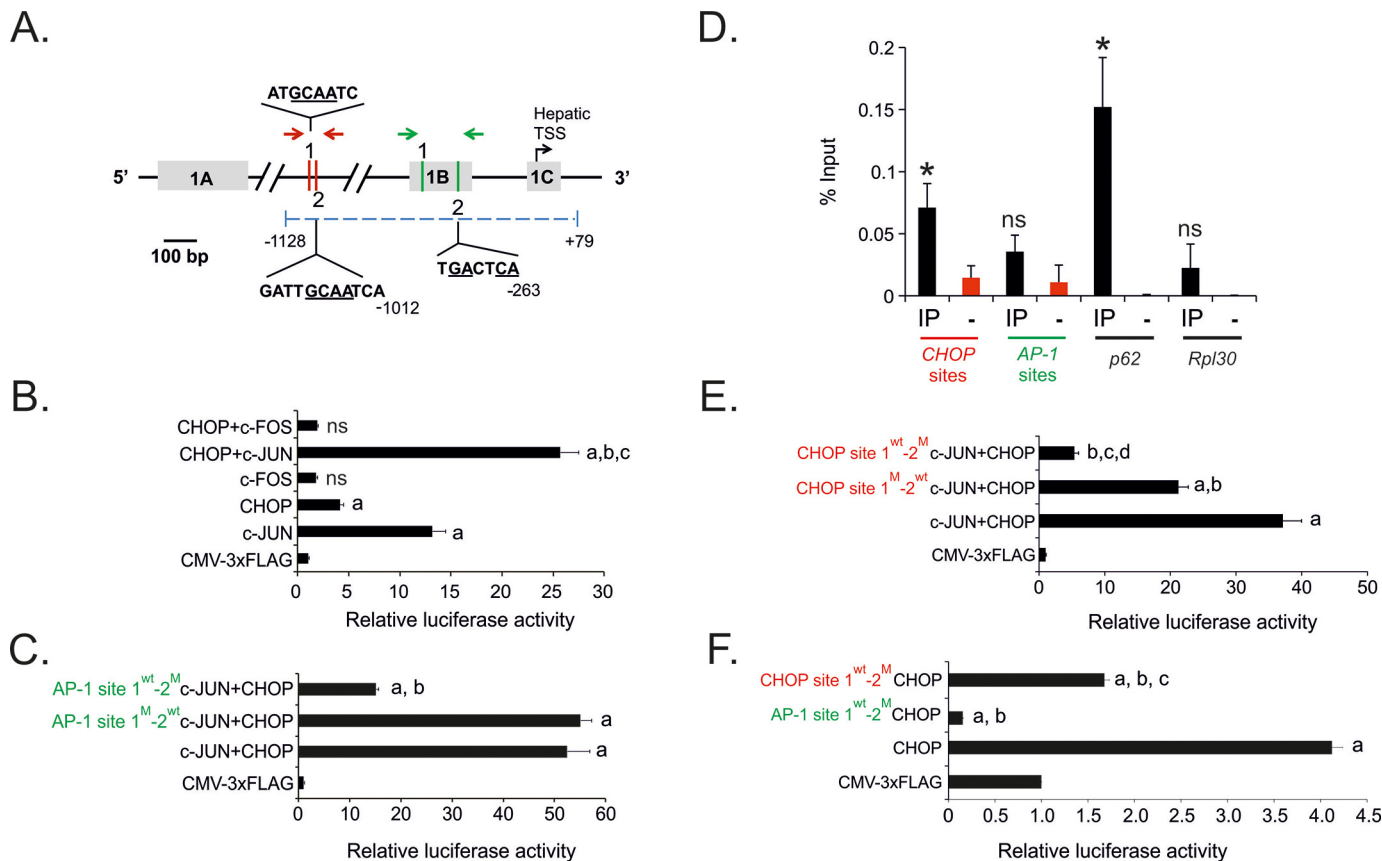 A.
ATGCAATC
Hepatic
TSS
1
1
5’
1A
1B
1C
3’
2
2
-1128
+79
100 bp
GATTGCAATCA
-1012
TGACTCA
-263
B.
CHOP+c-FOS
ns
CHOP+c-JUN
a,b,c
c-FOS
ns
CHOP
a
c-JUN
a
CMV-3xFLAG
0 5 10 15 20 25 30
Relative luciferase activity
C.
AP-1 site 1wt-2M c-JUN+CHOP
a, b
AP-1 site 1M-2wt c-JUN+CHOP
a
c-JUN+CHOP
a
CMV-3xFLAG
0 10 20 30 40 50 60
Relative luciferase activity
D.
% Input
0.2
0.15
0.1
0.05
0
*
ns
*
ns
IP - IP - IP - IP -
CHOP AP-1 p62 Rpl30
sites sites
E.
CHOP site 1wt-2M c-JUN+CHOP
b,c,d
CHOP site 1M-2wt c-JUN+CHOP
a,b
c-JUN+CHOP
a
CMV-3xFLAG
0 10 20 30 40 50
Relative luciferase activity
F.
CHOP site 1wt-2M CHOP
a, b, c
AP-1 site 1wt-2M CHOP
a, b
CHOP
a
CMV-3xFLAG
0 0.5 1.0 1.5 2.0 2.5 3.0 3.5 4.0 4.5
Relative luciferase activity